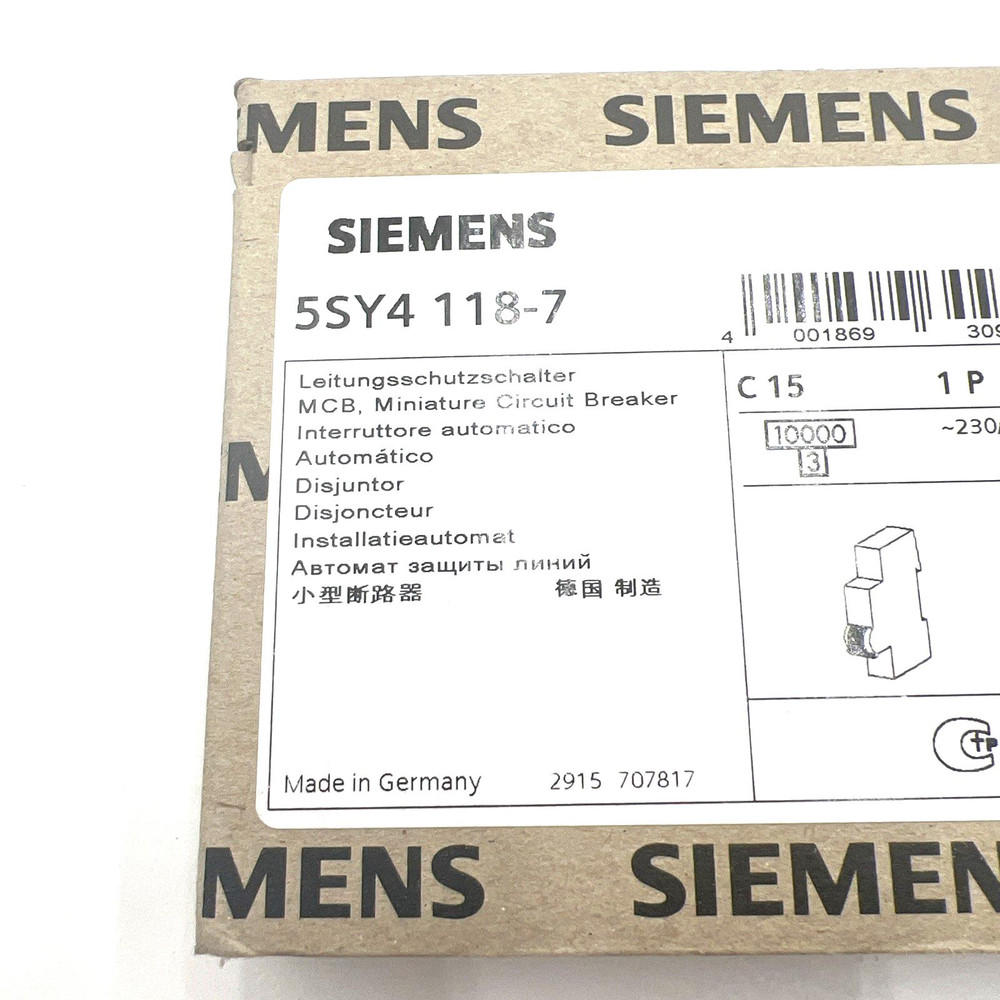 MENS SIEMENS
SIEMENS
5SY4 118-7
4 001869 309
Leitungsschutzschalter
MCB, Miniature Circuit Breaker
Interruttore automatico
Automático
Disjuntor
Disjoncteur
Installatieautomat
Автомат защиты линий
小型断路器 德国 制造
C 15 1 P
10000
3
~230/
M
Made in Germany 2915 707817
MENS SIEMEN